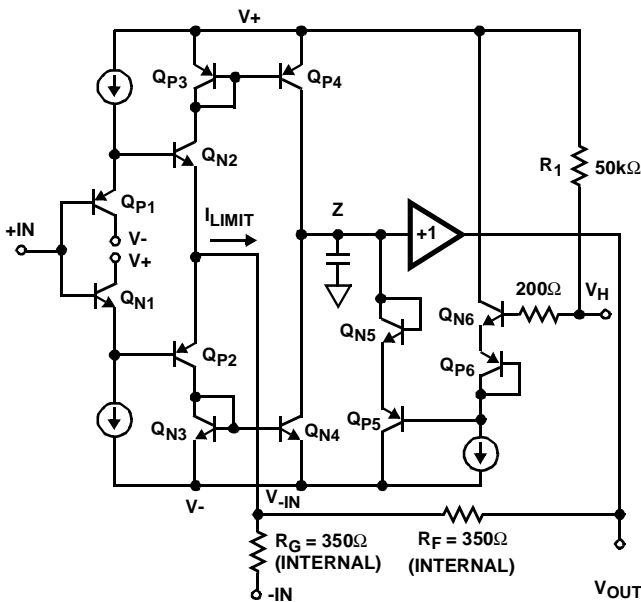 V+
QP3
QP4
QN2
R1
50kΩ
QP1
+IN
V-
V+
ILIMIT
Z
+1
QN1
200Ω
VH
QN6
QN5
QP2
QP6
QP5
QN3
QN4
V-
V-IN
RG = 350Ω
(INTERNAL)
RF = 350Ω
(INTERNAL)
-IN
VOUT